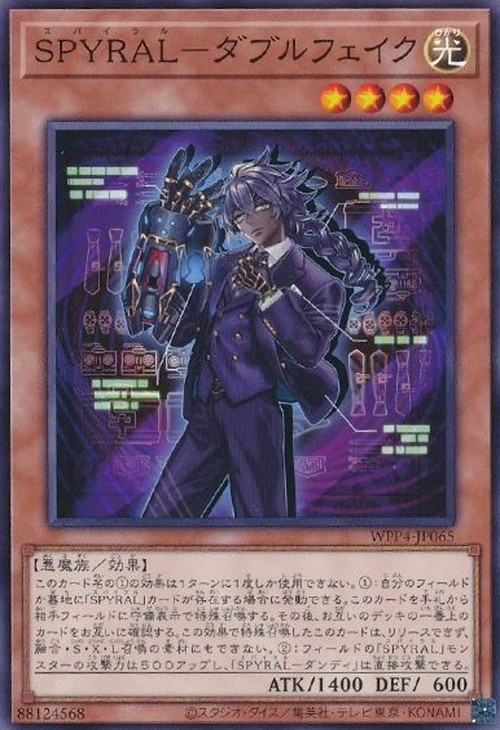 スパイラル
SPYRAL－ダブルフェイク
ひかり
光
WPP4-JP065
【悪魔族／効果】
このカード名の①の効果は1ターンに1度しか使用できない。①：自分のフィールド
か墓地に「SPYRAL」カードが存在する場合に発動できる。このカードを手札から
相手フィールドに守備表示で特殊召喚する。その後、お互いのデッキの一番上
のカードをお互いに確認する。この効果で特殊召喚したこのカードは、リリースできず、
融合・S・X・L召喚の素材にもできない。②：フィールドの「SPYRAL」モン
スターの攻撃力は500アップし、「SPYRAL－ダンディ」は直接攻撃できる。
ATK/1400 DEF/ 600
88124568
©スタジオ・ダイス／集英社・テレビ東京・KONAMI